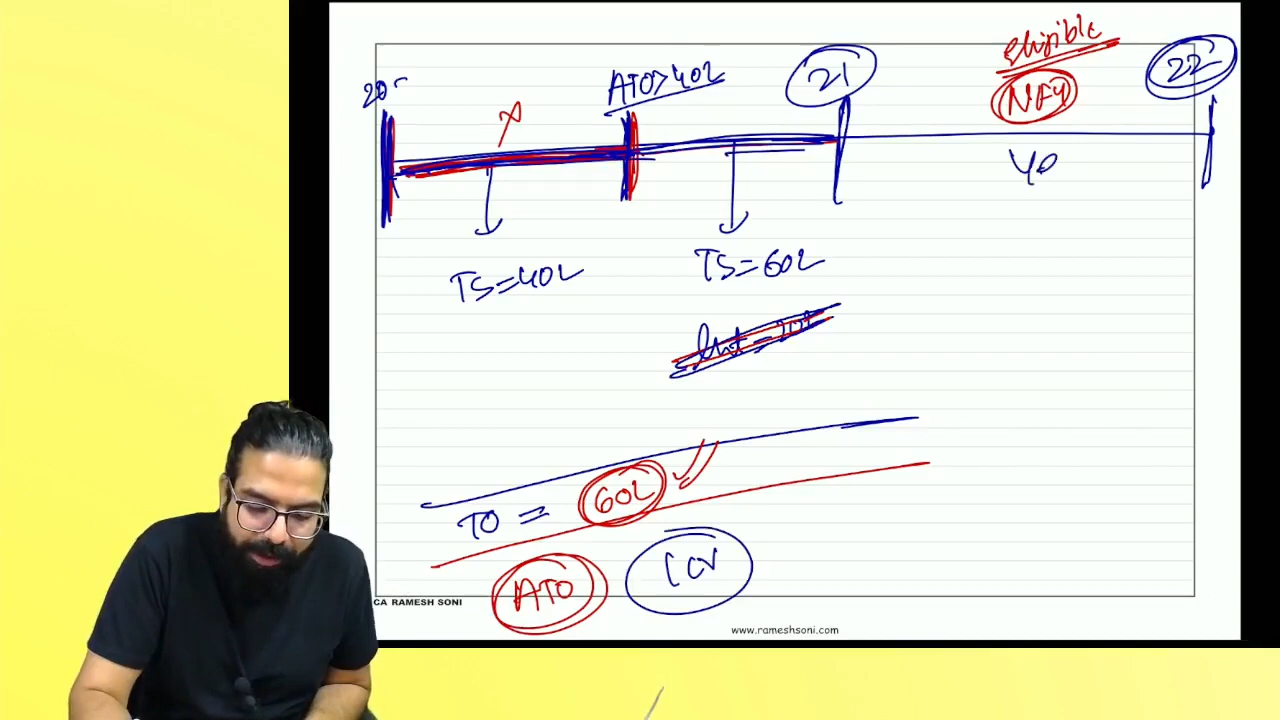 eligible
20
ATO>40L
21
NFY
22
X
40
TS=40L
TS=60L
TO = 60L
ATO
CA RAMESH SONI
www.rameshsoni.com